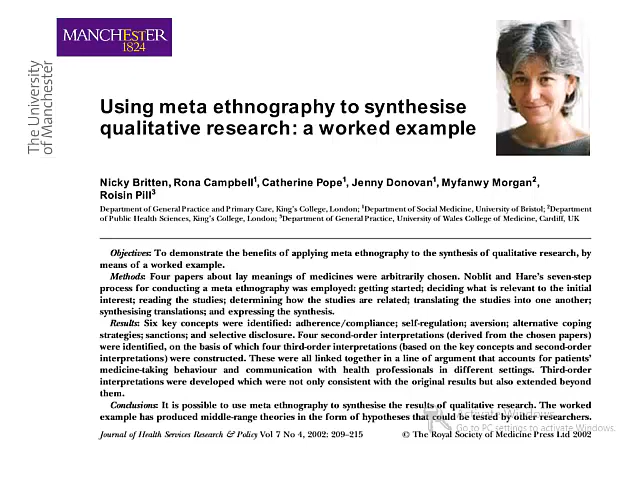 MANCHESTER
1824
The University
of Manchester
Using meta ethnography to synthesise
qualitative research: a worked example
Nicky Britten, Rona Campbell1, Catherine Pope1, Jenny Donovan1, Myfanwy Morgan2,
Roisin Pill3
Department of General Practice and Primary Care, King's College, London; 1Department of Social Medicine, University of Bristol; 2Department
of Public Health Sciences, King's College, London; 3Department of General Practice, University of Wales College of Medicine, Cardiff, UK
Objectives: To demonstrate the benefits of applying meta ethnography to the synthesis of qualitative research, by
means of a worked example.
Methods: Four papers about lay meanings of medicines were arbitrarily chosen. Noblit and Hare's seven-step
process for conducting a meta ethnography was employed: getting started; deciding what is relevant to the initial
interest; reading the studies; determining how the studies are related; translating the studies into one another;
synthesising translations; and expressing the synthesis.
Results: Six key concepts were identified: adherence/compliance; self-regulation; aversion; alternative coping
strategies; sanctions; and selective disclosure. Four second-order interpretations (derived from the chosen papers)
were identified, on the basis of which four third-order interpretations (based on the key concepts and second-order
interpretations) were constructed. These were all linked together in a line of argument that accounts for patients'
medicine-taking behaviour and communication with health professionals in different settings. Third-order
interpretations were developed which were not only consistent with the original results but also extended beyond
them.
Conclusions: It is possible to use meta ethnography to synthesise the results of qualitative research. The worked
example has produced middle-range theories in the form of hypotheses that could be tested by other researchers.
Activate Windows
Go to PC settings to activate Windows.
Journal of Health Services Research & Policy Vol 7 No 4, 2002: 209–215 © The Royal Society of Medicine Press Ltd 2002